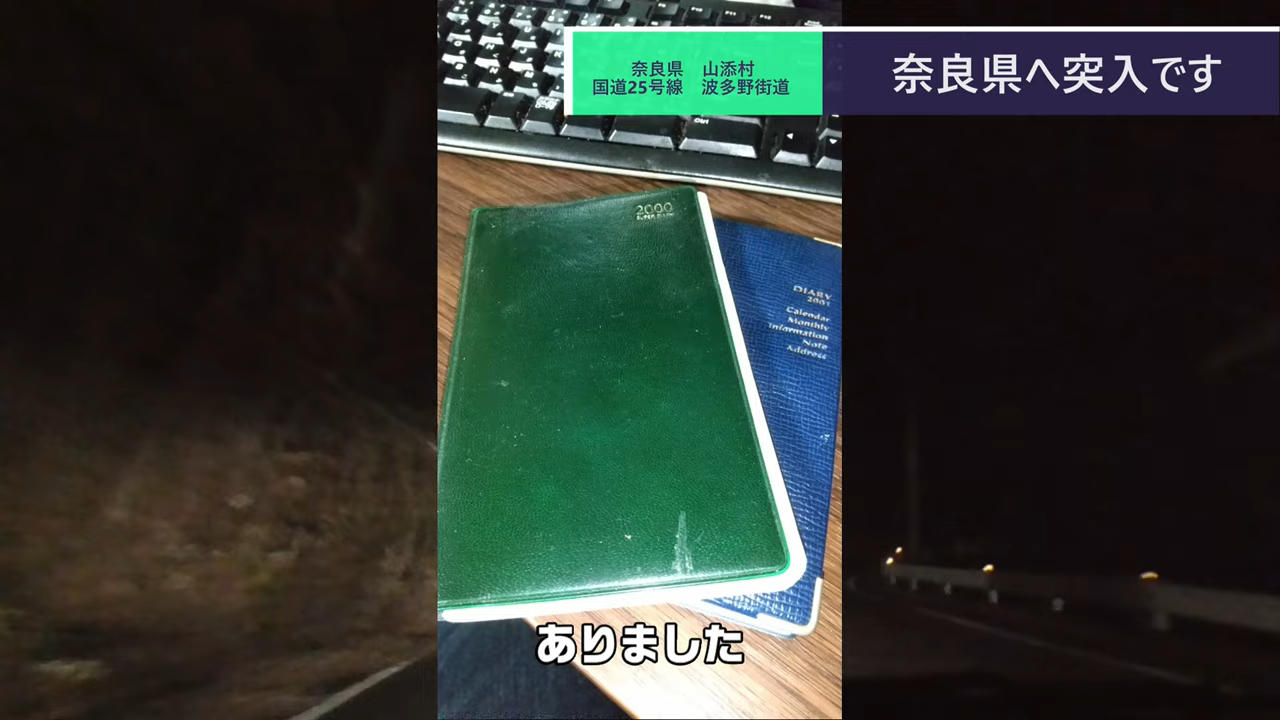 奈良県　山添村
国道25号線　波多野街道
奈良県へ突入です
2000
DIARY
2001
Calendar
Monthly
Information
Note
Address
Ctrl
ありました